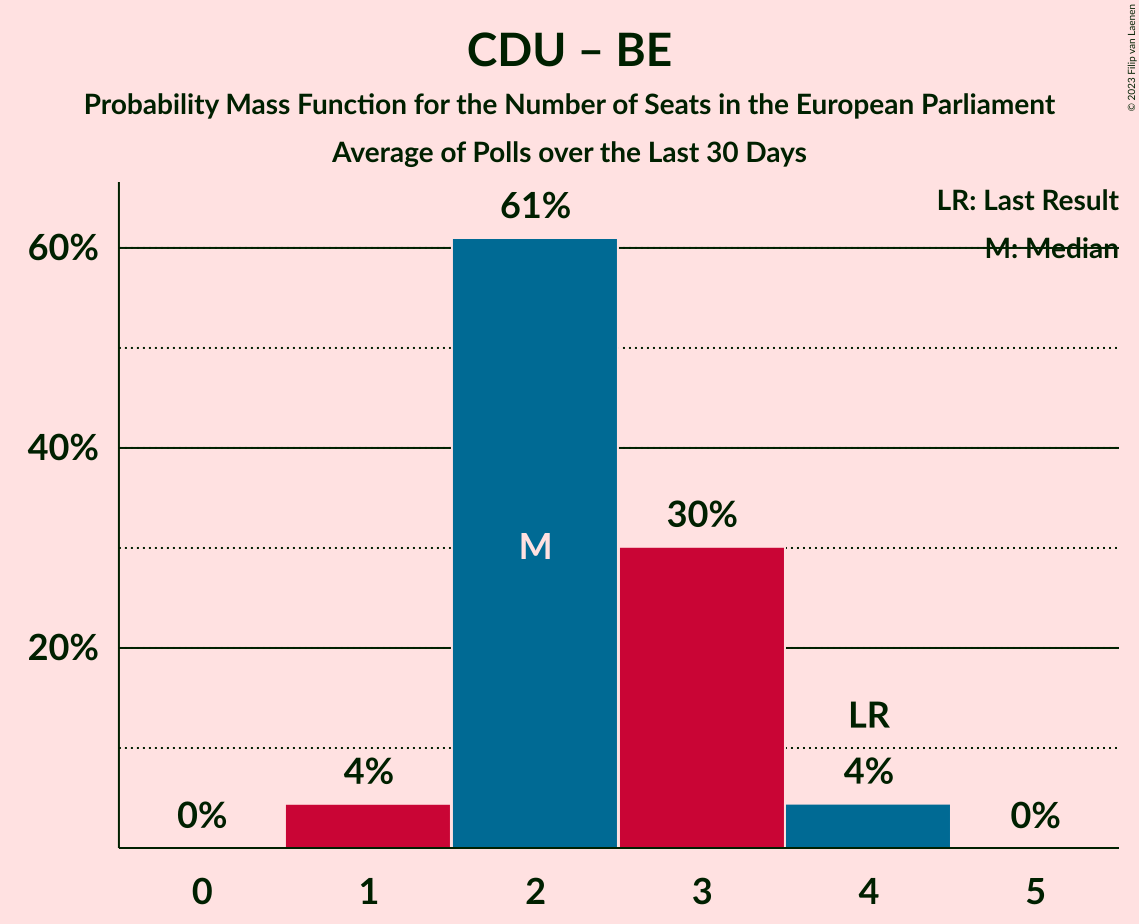 CDU – BE
Probability Mass Function for the Number of Seats in the European Parliament
Average of Polls over the Last 30 Days
© 2023 Filip van Laenen
LR: Last Result
M: Median
60%
40%
20%
61%
M
30%
LR
4%
4%
0%
0%
0 1 2 3 4 5